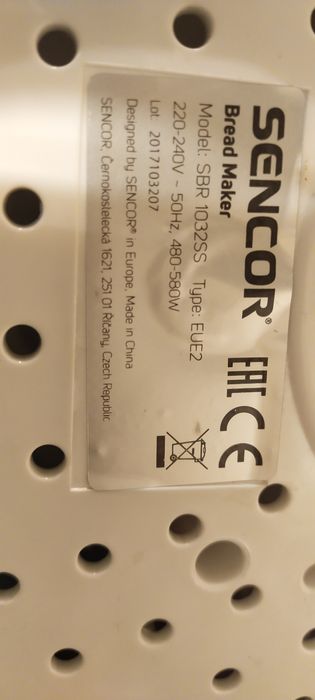 SENCOR®
Bread Maker
Model: SBR 1032SS Type: EUE2
220-240V ~ 50Hz, 480-580W
Lot: 2017103207
Designed by SENCOR® in Europe, Made in China
SENCOR, Černokostelecká 1621, 251 01 Říčany, Czech Republic
EAC CE